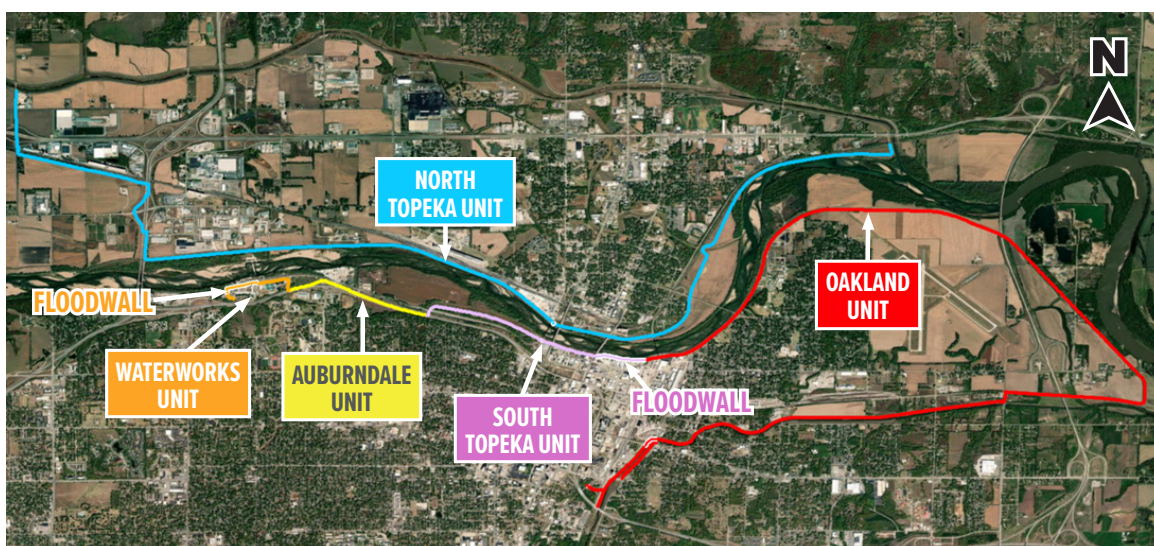 N
NORTH
TOPEKA UNIT
OAKLAND
UNIT
FLOODWALL
WATERWORKS
UNIT
AUBURNDALE
UNIT
SOUTH
TOPEKA UNIT
FLOODWALL